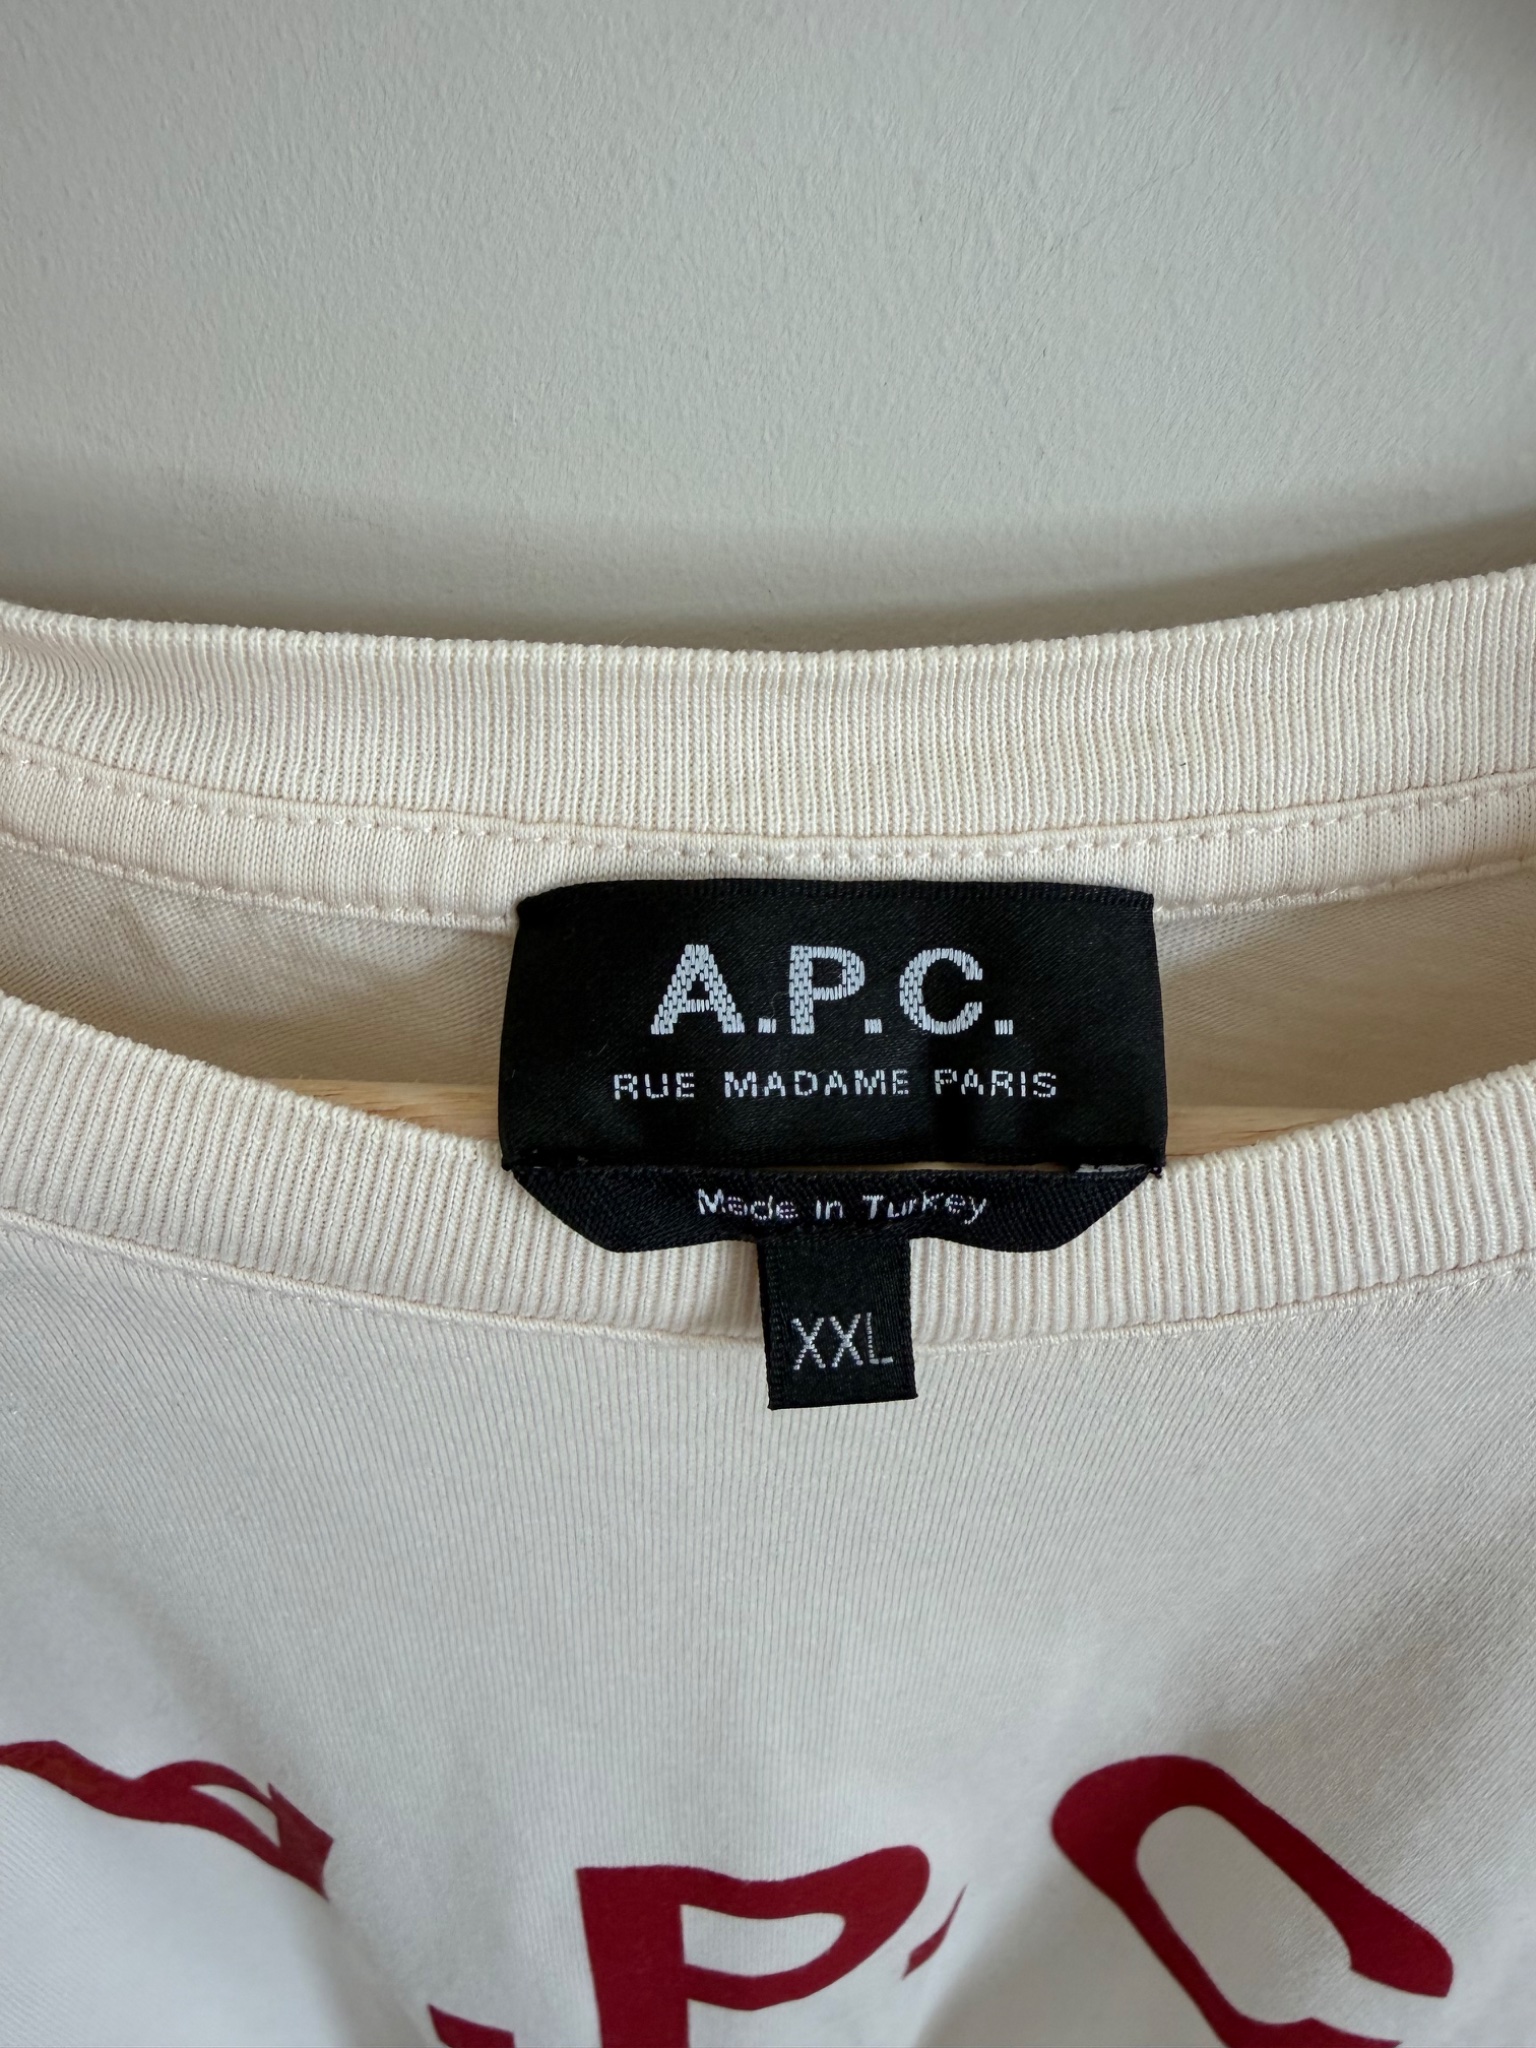 A.P.C.
RUE MADAME PARIS
Made in Turkey
XXL
A.P.C